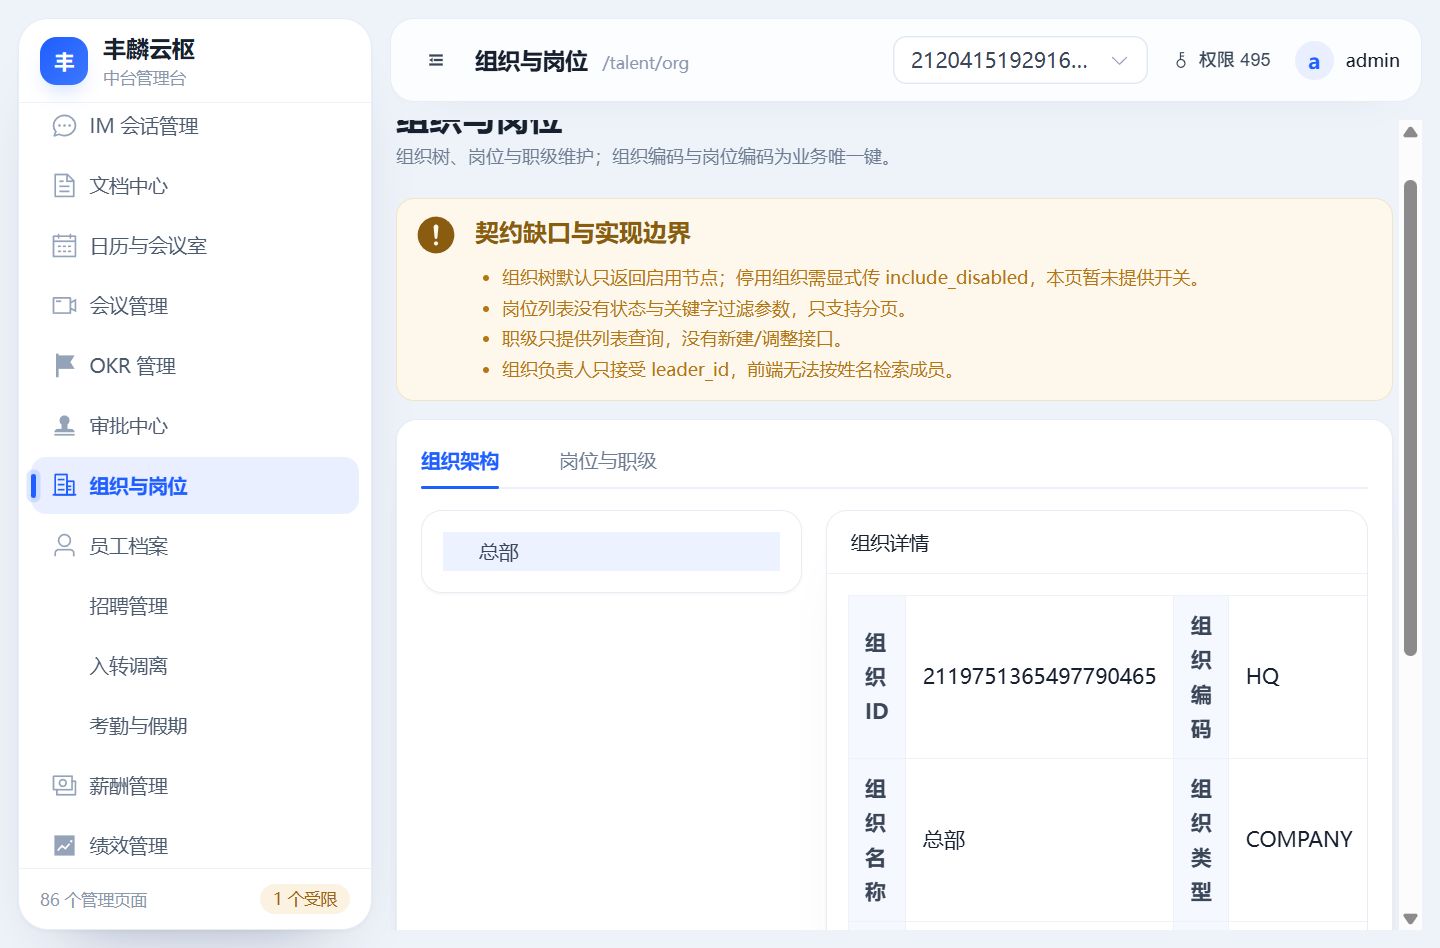 丰
丰麟云枢
中台管理台
IM 会话管理
文档中心
日历与会议室
会议管理
OKR 管理
审批中心
组织与岗位
员工档案
招聘管理
入转调离
考勤与假期
薪酬管理
绩效管理
86 个管理页面
1 个受限
组织与岗位
/talent/org
2120415192916...
权限 495
a
admin
组织与岗位
组织树、岗位与职级维护；组织编码与岗位编码为业务唯一键。
契约缺口与实现边界
组织树默认只返回启用节点；停用组织需显式传 include_disabled，本页暂未提供开关。
岗位列表没有状态与关键字过滤参数，只支持分页。
职级只提供列表查询，没有新建/调整接口。
组织负责人只接受 leader_id，前端无法按姓名检索成员。
组织架构
岗位与职级
总部
组织详情
组织ID
2119751365497790465
组织编码
HQ
组织名称
总部
组织类型
COMPANY